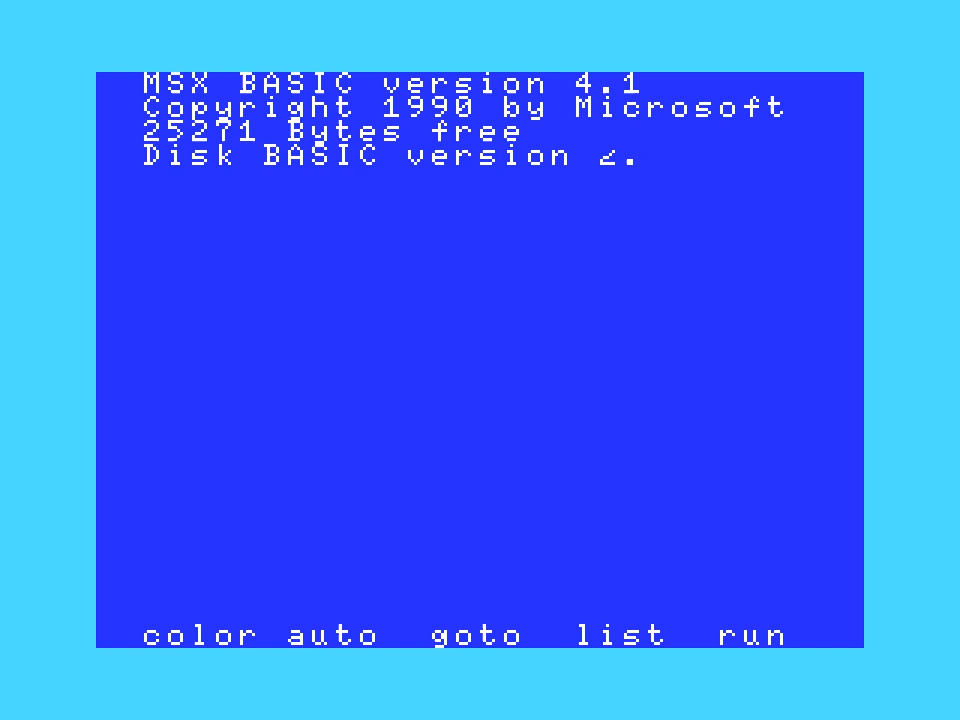 MSX BASIC version 4.1
Copyright 1990 by Microsoft
25271 Bytes free
Disk BASIC version
color auto goto list run